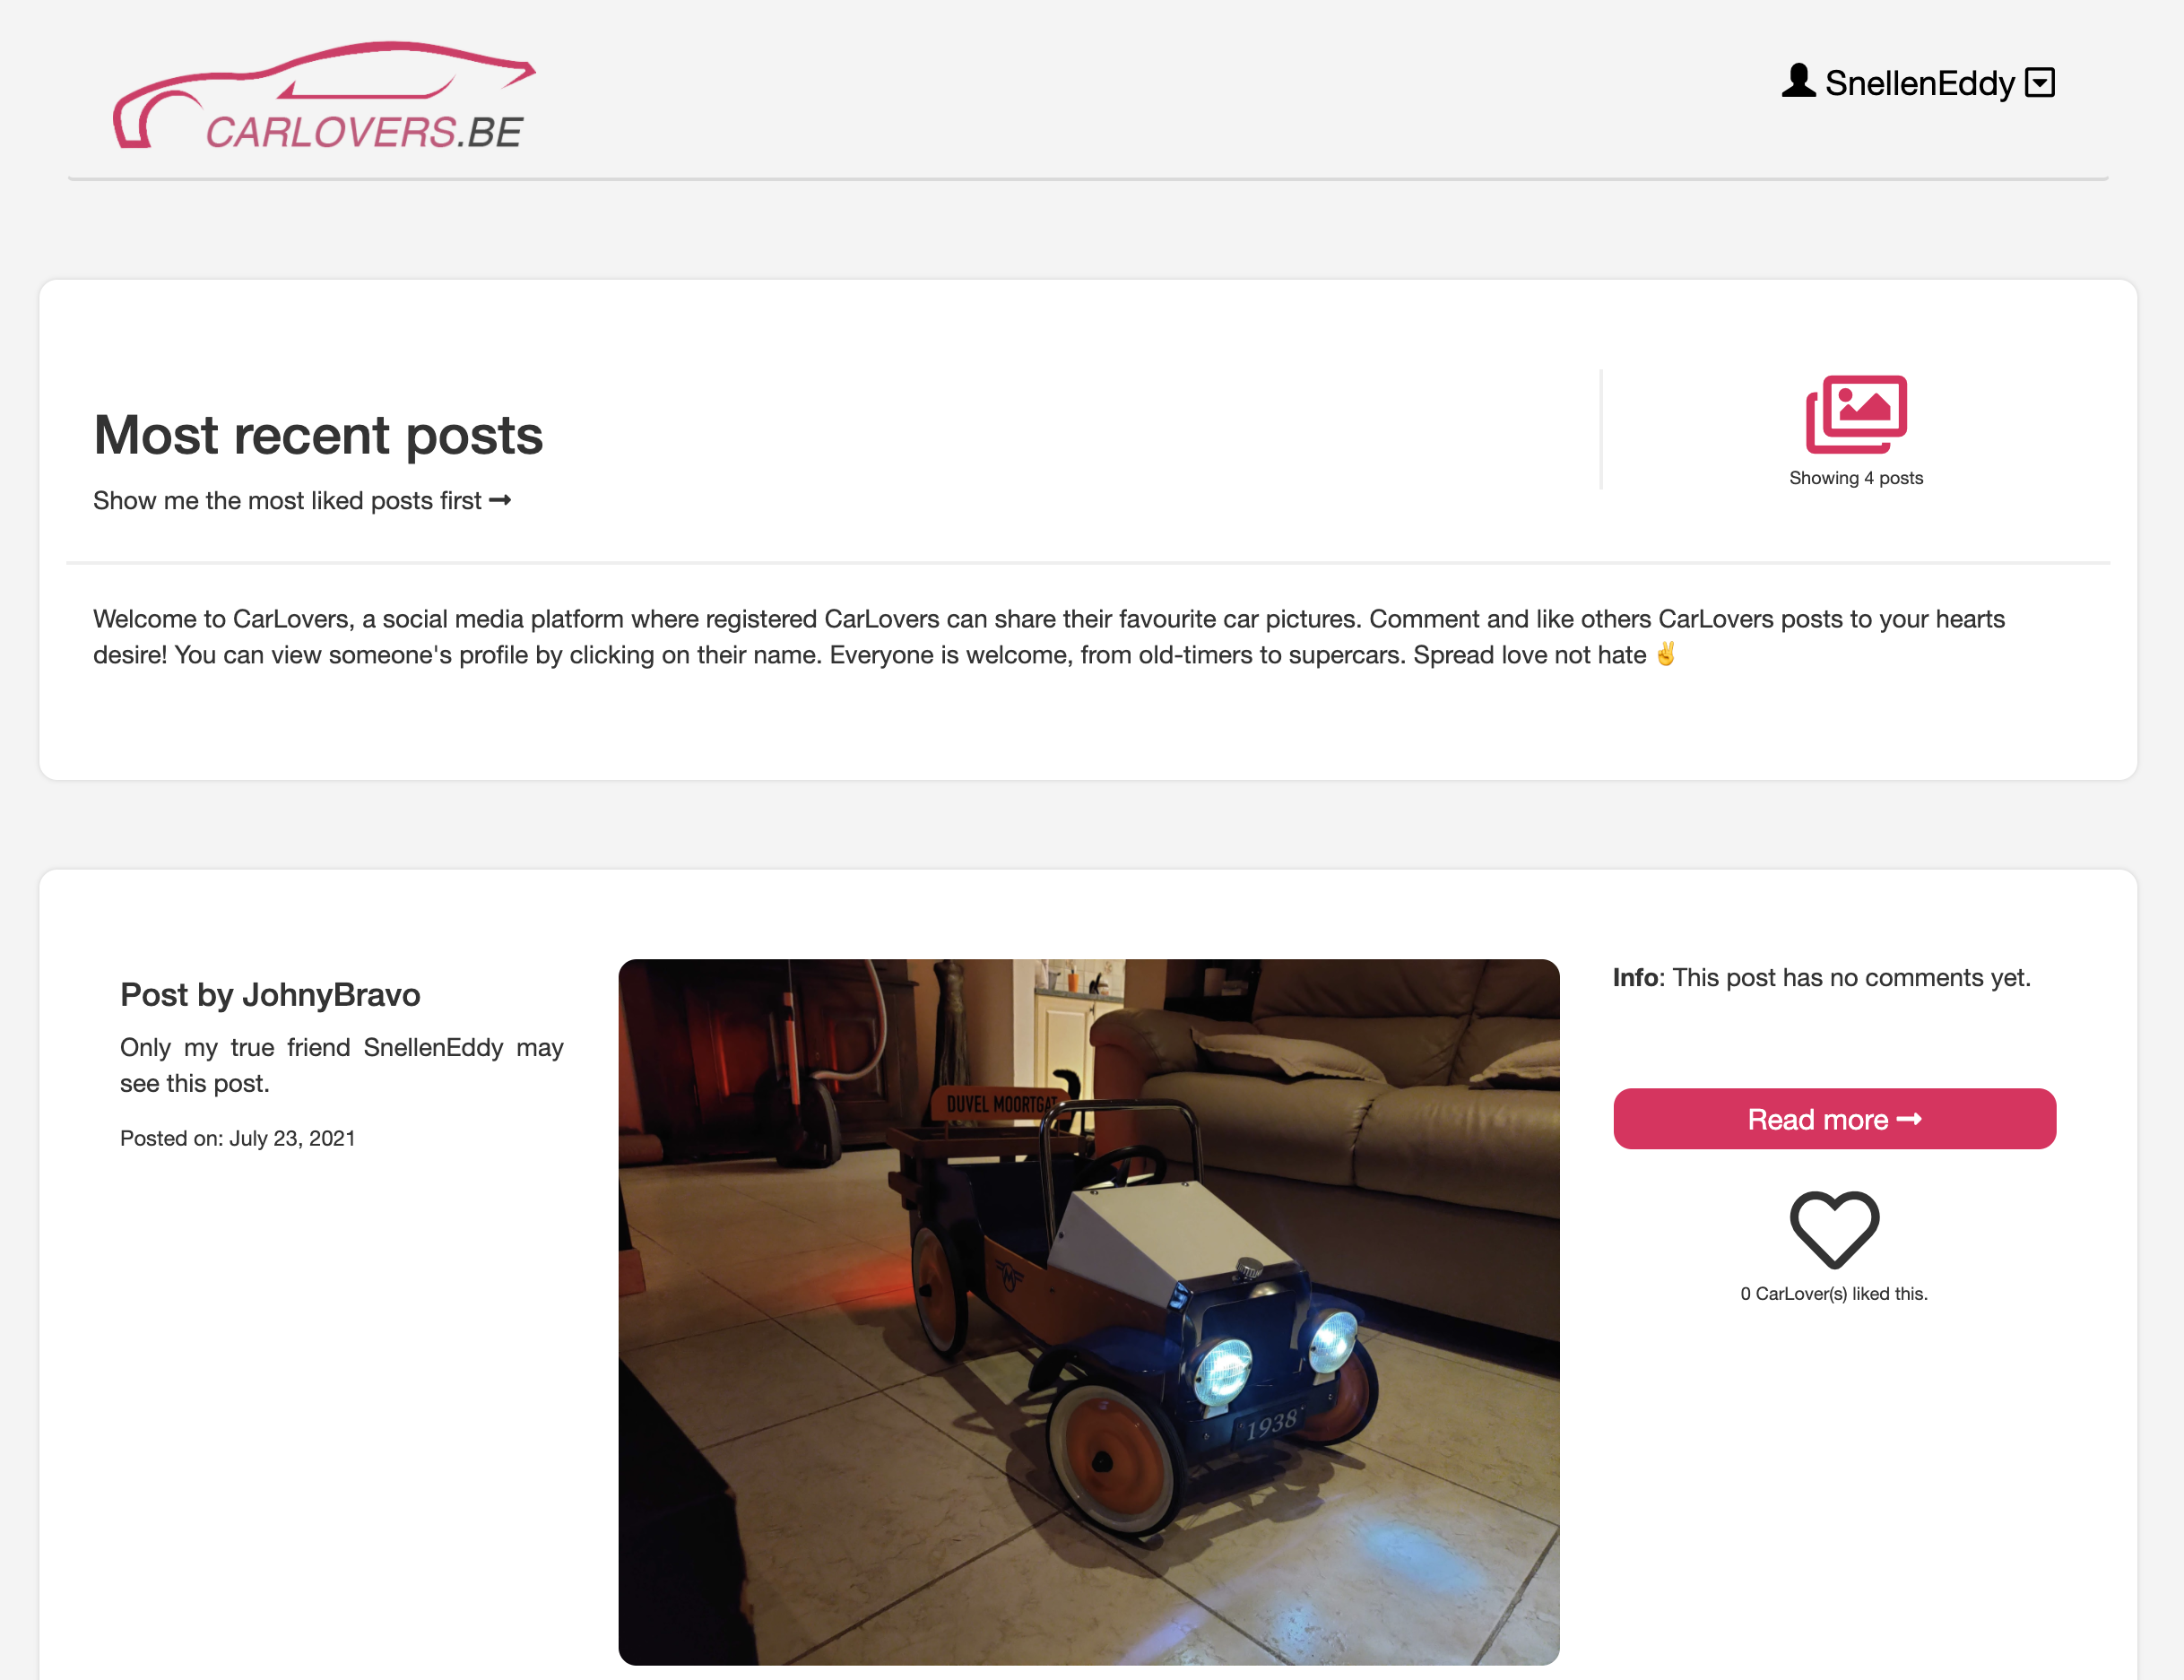 CARLOVERS.BE
SnellenEddy
Most recent posts
Show me the most liked posts first →
Showing 4 posts
Welcome to CarLovers, a social media platform where registered CarLovers can share their favourite car pictures. Comment and like others CarLovers posts to your hearts
desire! You can view someone's profile by clicking on their name. Everyone is welcome, from old-timers to supercars. Spread love not hate ✌
Post by JohnyBravo
Only my true friend SnellenEddy may
see this post.
Posted on: July 23, 2021
DUVEL MOORTGAT
M
1938
Info: This post has no comments yet.
Read more →
0 CarLover(s) liked this.